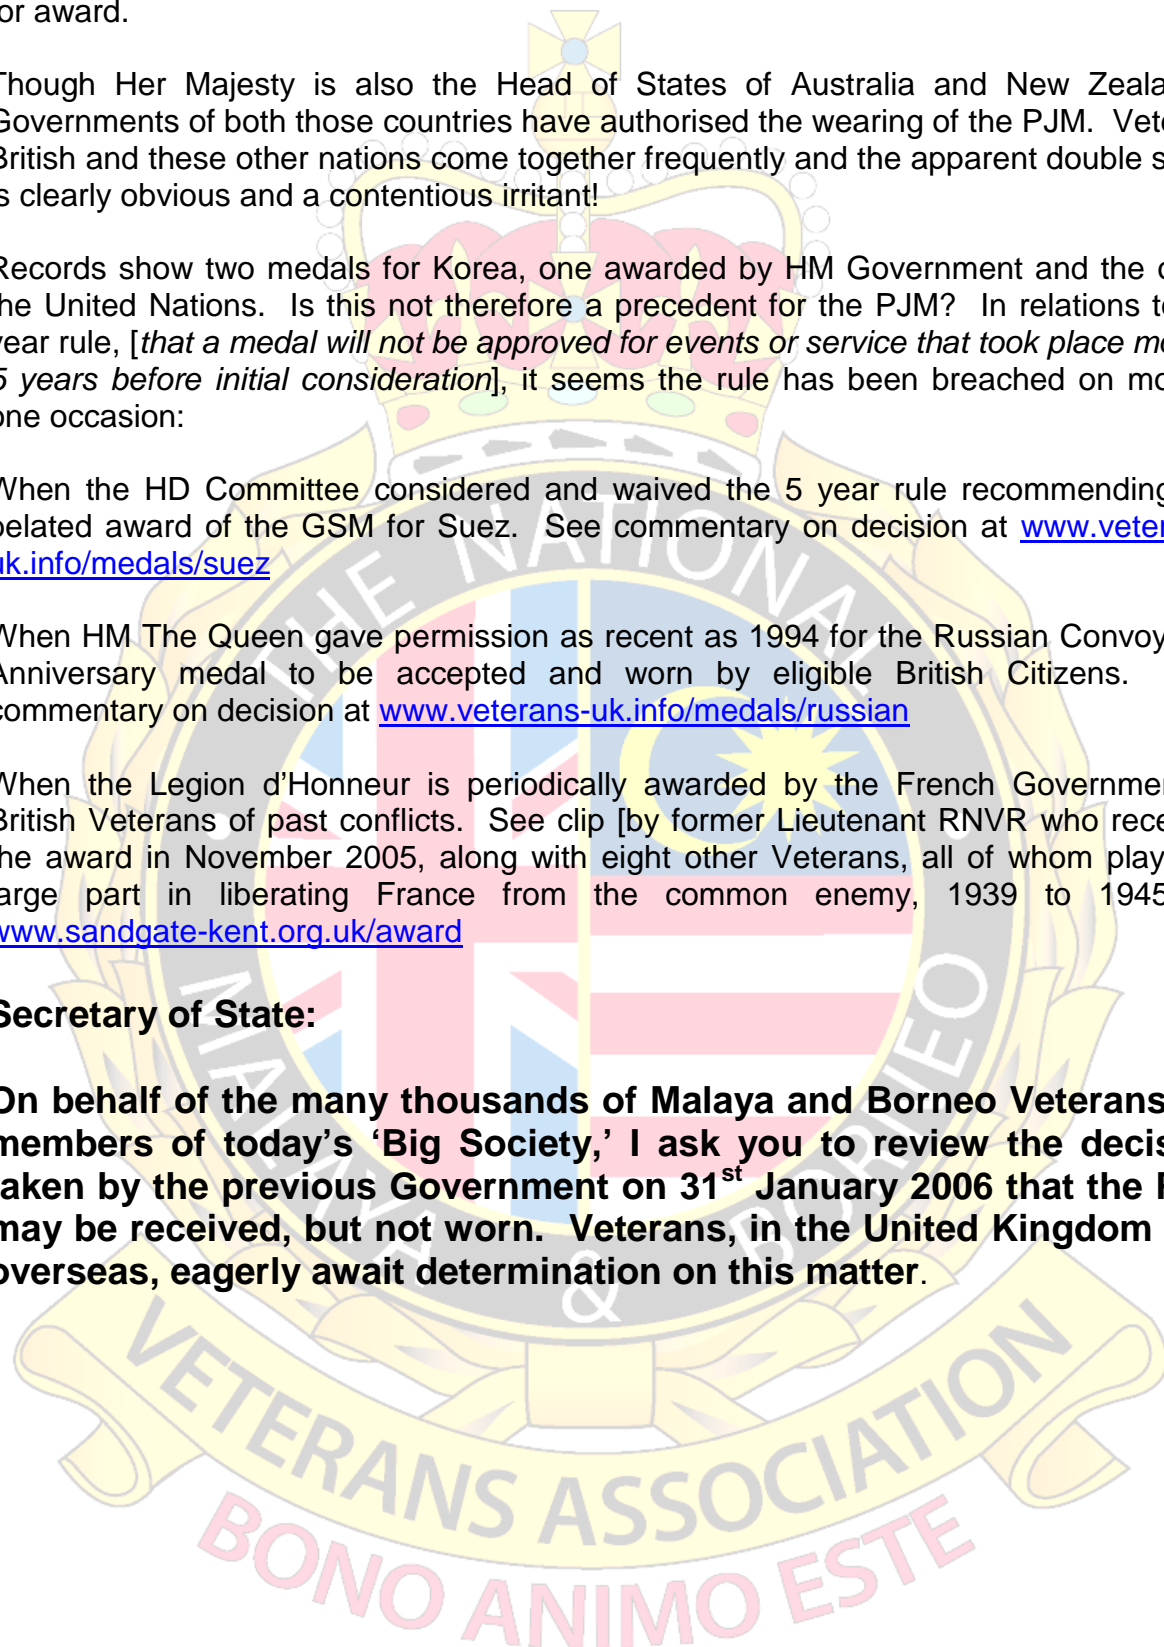 or award.
Though Her Majesty is also the Head of States of Australia and New Zeala
Governments of both those countries have authorised the wearing of the PJM. Vete
British and these other nations come together frequently and the apparent double s
is clearly obvious and a contentious irritant!
Records show two medals for Korea, one awarded by HM Government and the o
the United Nations. Is this not therefore a precedent for the PJM? In relations to
year rule, [that a medal will not be approved for events or service that took place mo
5 years before initial consideration], it seems the rule has been breached on mo
one occasion:
When the HD Committee considered and waived the 5 year rule recommending
belated award of the GSM for Suez. See commentary on decision at www.veter
uk.info/medals/suez
When HM The Queen gave permission as recent as 1994 for the Russian Convoy
Anniversary medal to be accepted and worn by eligible British Citizens.
commentary on decision at www.veterans-uk.info/medals/russian
When the Legion d’Honneur is periodically awarded by the French Governmen
British Veterans of past conflicts. See clip [by former Lieutenant RNVR who rece
the award in November 2005, along with eight other Veterans, all of whom play
large part in liberating France from the common enemy, 1939 to 1945
www.sandgate-kent.org.uk/award
Secretary of State:
On behalf of the many thousands of Malaya and Borneo Veterans
members of today’s ‘Big Society,’ I ask you to review the decis
taken by the previous Government on 31st January 2006 that the P
may be received, but not worn. Veterans, in the United Kingdom
overseas, eagerly await determination on this matter.
THE NATIONAL
MALAYA & BORNEO
VETERANS ASSOCIATION
BONO ANIMO ESTE